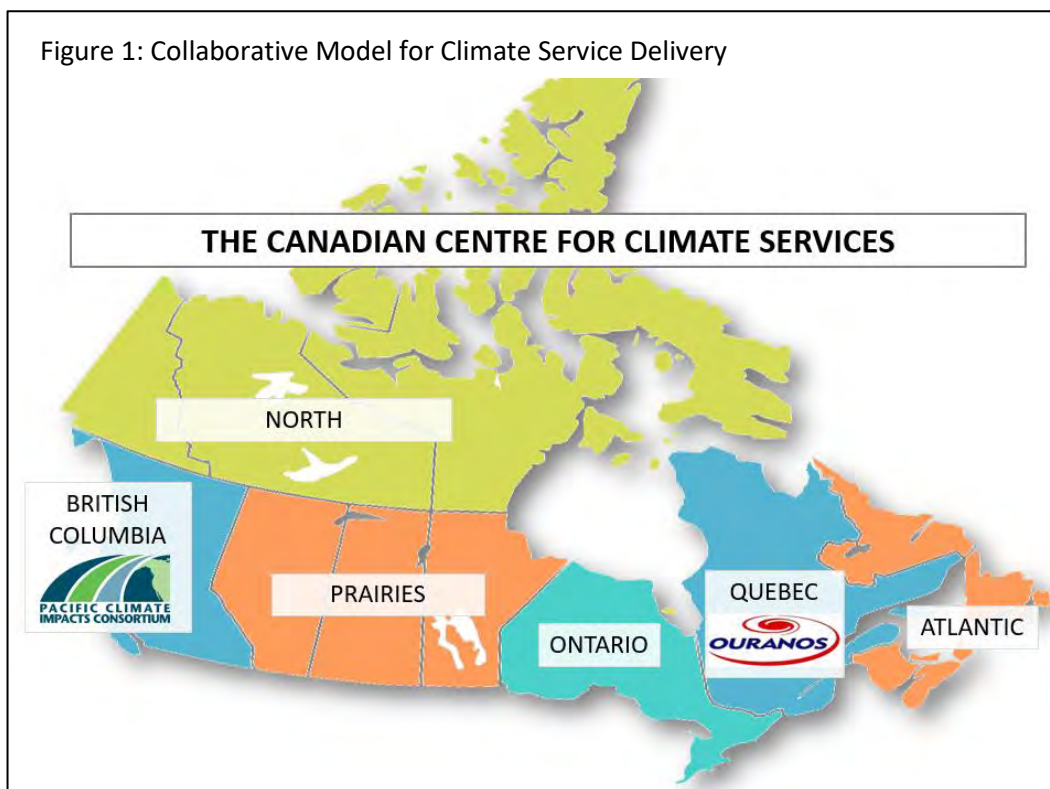 Figure 1: Collaborative Model for Climate Service Delivery
THE CANADIAN CENTRE FOR CLIMATE SERVICES
NORTH
BRITISH
COLUMBIA
PACIFIC CLIMATE
IMPACTS CONSORTIUM
PRAIRIES
ONTARIO
QUEBEC
OURANOS
ATLANTIC